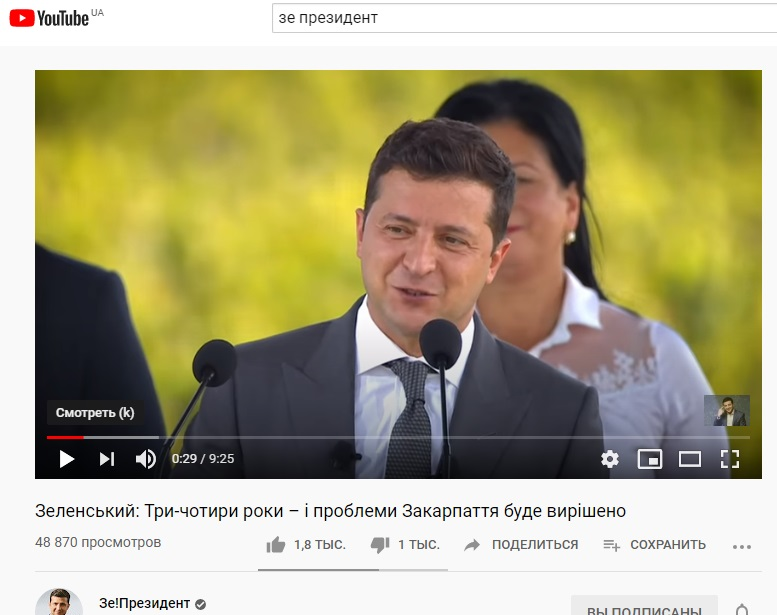 YouTube UA
зе президент
Смотреть (k)
0:29 / 9:25
Зеленський: Три-чотири роки – і проблеми Закарпаття буде вирішено
48 870 просмотров
1,8 ТЫС.
1 ТЫС.
ПОДЕЛИТЬСЯ
СОХРАНИТЬ
Зе!Президент
ВЫ ПОДПИСАНЫ